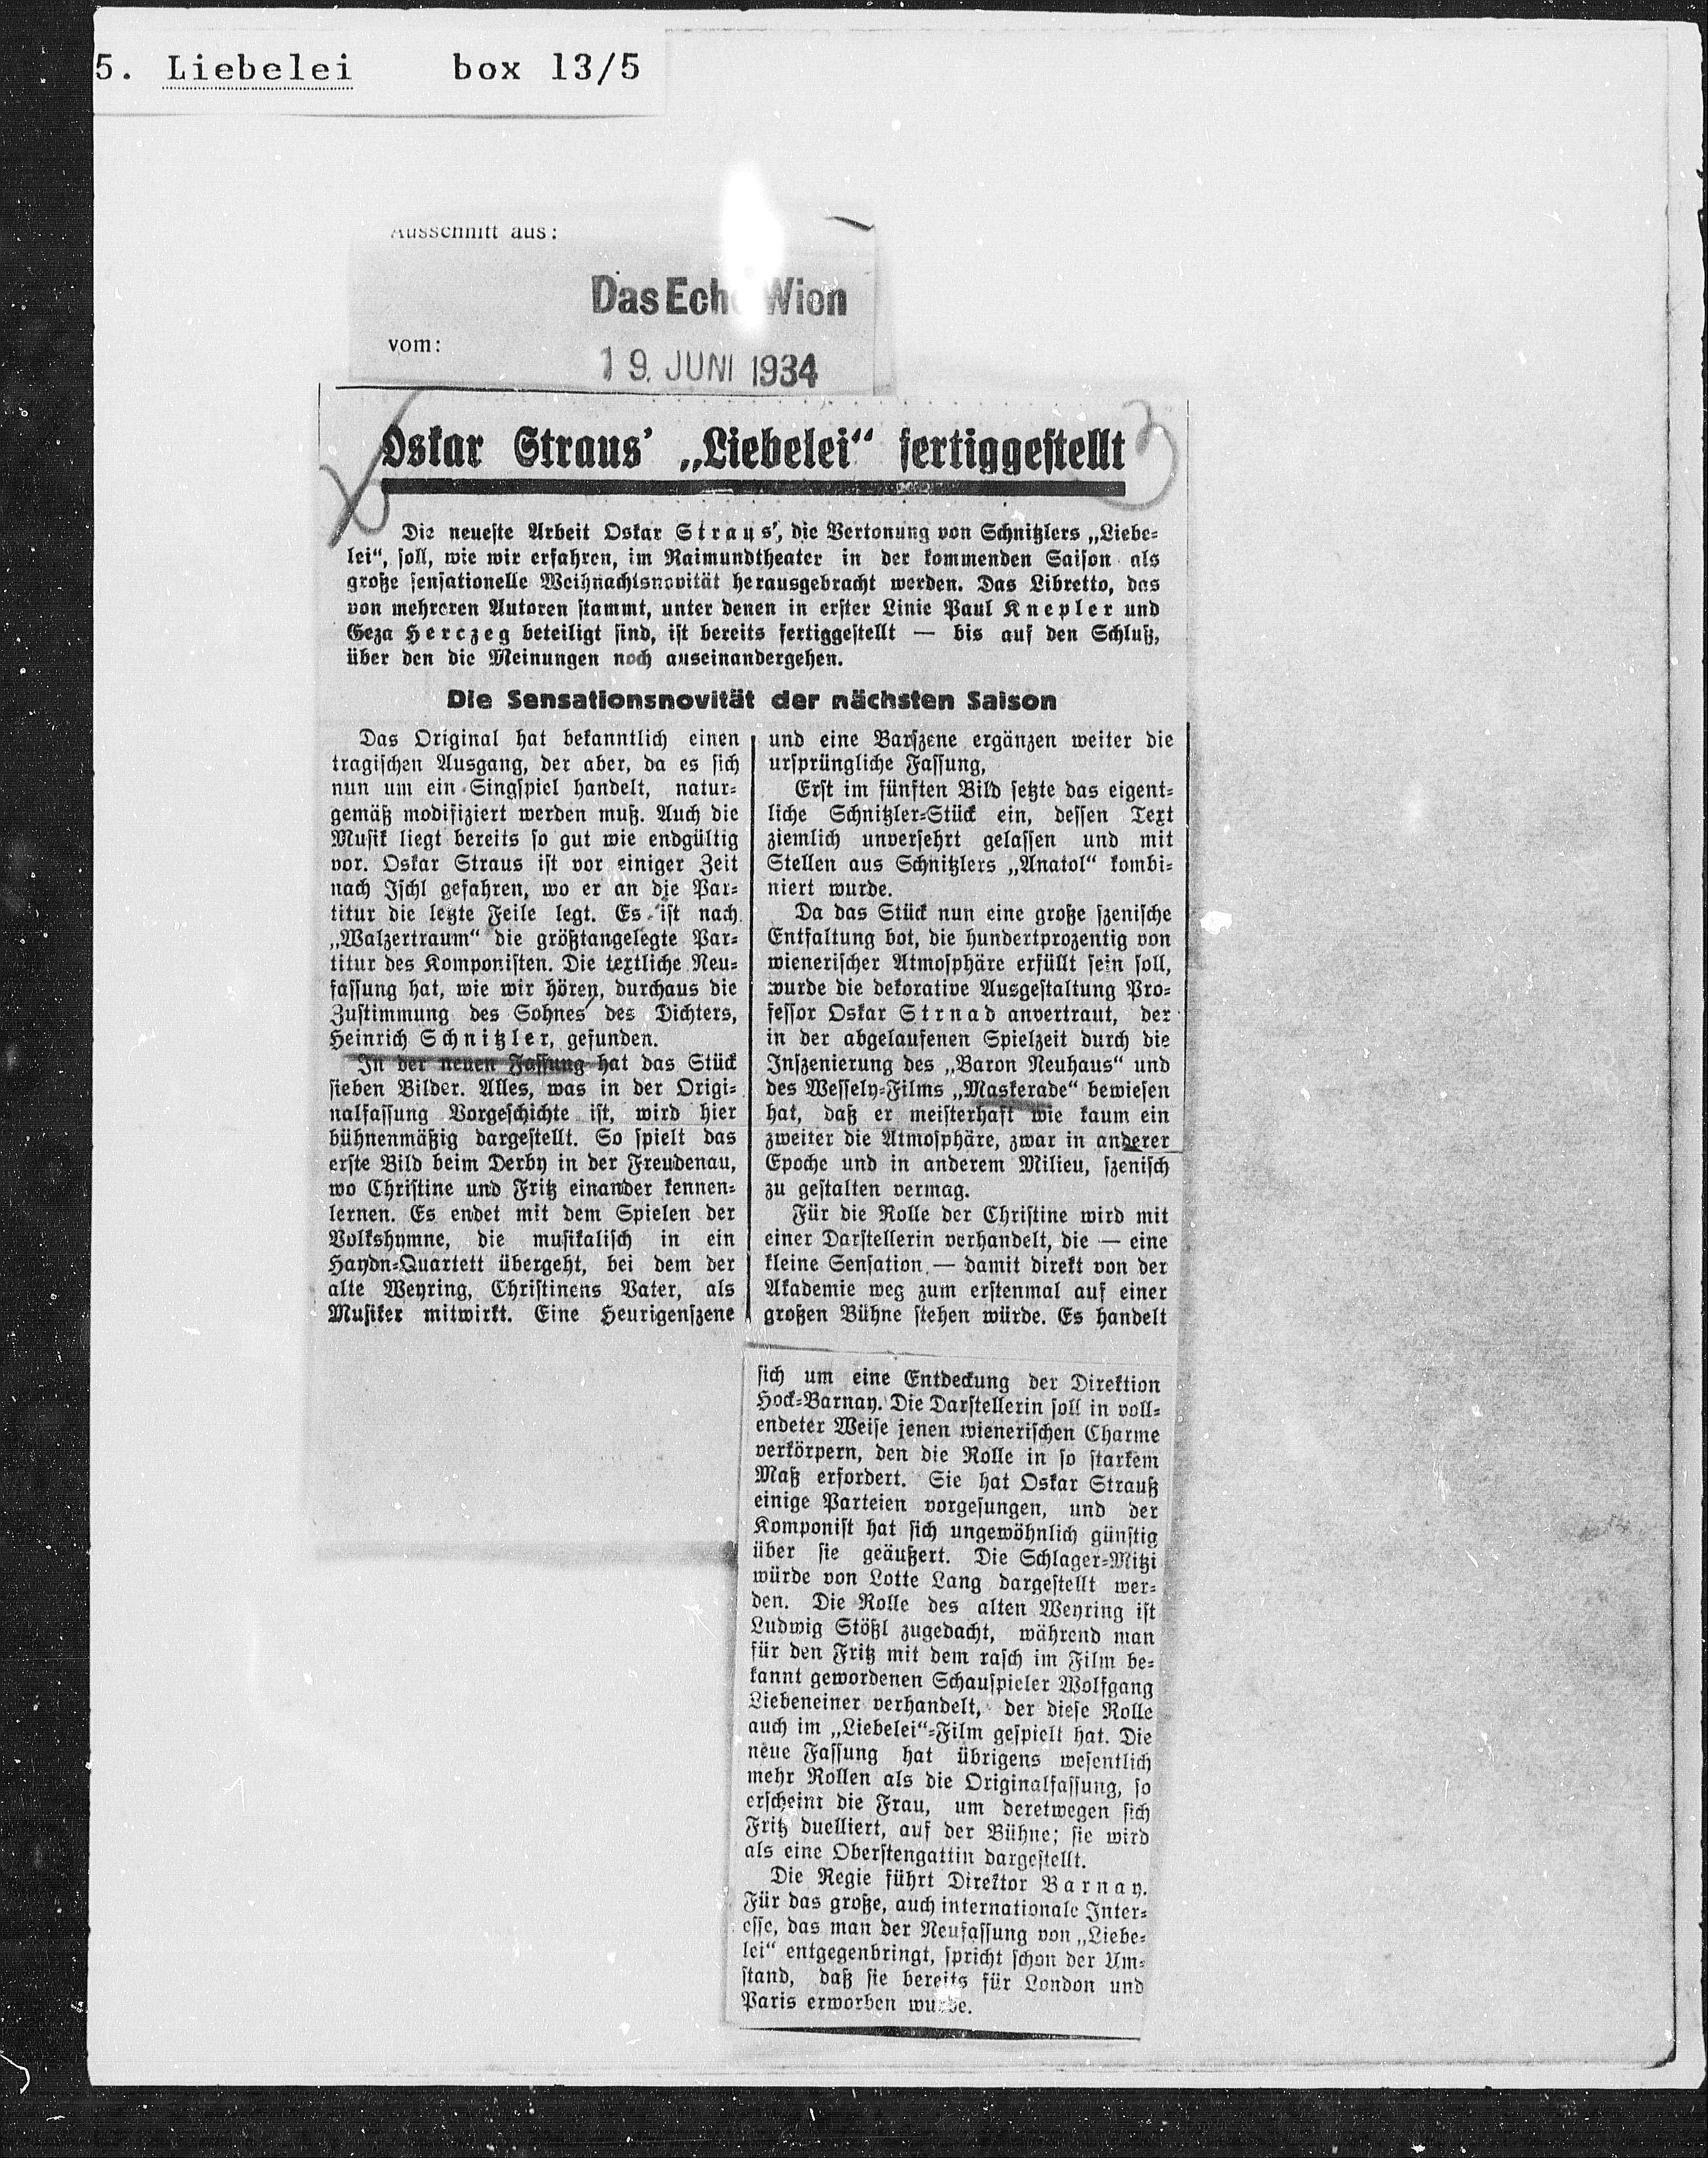 5. Liebelei box 13/5
Ausschnitt aus:
Das Echo Wien
vom:
19. JUNI 1934
Oskar Straus' „Liebelei“ fertiggestellt
Die neueste Arbeit Oskar Straus', die Vertonung von Schnitzlers „Liebe-
lei“, soll, wie wir erfahren, im Raimundtheater in der kommenden Saison als
große sensationelle Weihnachtsnovität herausgebracht werden. Das Libretto, das
von mehreren Autoren stammt, unter denen in erster Linie Paul Knepler und
Geza Herczeg beteiligt sind, ist bereits fertiggestellt — bis auf den Schluß,
über den die Meinungen noch auseinandergehen.
Die Sensationsnovität der nächsten Saison
Das Original hat bekanntlich einen
tragischen Ausgang, der aber, da es sich
nun um ein Singspiel handelt, natur-
gemäß modifiziert werden muß. Auch die
Musik liegt bereits so gut wie endgültig
vor. Oskar Straus ist vor einiger Zeit
nach Ischl gefahren, wo er an die Par-
titur die letzte Feile legt. Es ist nach
„Walzertraum“ die größtangelegte Par-
titur des Komponisten. Die textliche Neu-
fassung hat, wie wir hören, durchaus die
Zustimmung des Sohnes des Dichters,
Heinrich Schnitzler, gefunden.
In der neuen Fassung hat das Stück
sieben Bilder. Alles, was in der Origi-
nalfassung Vorgeschichte ist, wird hier
bühnenmäßig dargestellt. So spielt das
erste Bild beim Derby in der Freudenau,
wo Christine und Fritz einander kennen-
lernen. Es endet mit dem Spielen der
Volkshymne, die musikalisch in ein
Haydn-Quartett übergeht, bei dem der
alte Weyring, Christinens Vater, als
Musiker mitwirkt. Eine Heurigenszene
und eine Barszene ergänzen weiter die
ursprüngliche Fassung,
Erst im fünften Bild setzte das eigent-
liche Schnitzler-Stück ein, dessen Text
ziemlich unversehrt gelassen und mit
Stellen aus Schnitzlers „Anatol“ kombi-
niert wurde.
Da das Stück nun eine große szenische
Entfaltung bot, die hundertprozentig von
wienerischer Atmosphäre erfüllt sein soll,
wurde die dekorative Ausgestaltung Pro-
fessor Oskar Strnad anvertraut, der
in der abgelaufenen Spielzeit durch die
Inszenierung des „Baron Neuhaus“ und
des Wessely-Films „Maskerade“ bewiesen
hat, daß er meisterhaft wie kaum ein
zweiter die Atmosphäre, zwar in anderer
Epoche und in anderem Milieu, szenisch
zu gestalten vermag.
Für die Rolle der Christine wird mit
einer Darstellerin verhandelt, die — eine
kleine Sensation — damit direkt von der
Akademie weg zum erstenmal auf einer
großen Bühne stehen würde. Es handelt
sich um eine Entdeckung der Direktion
Hock-Barnay. Die Darstellerin soll in voll-
endeter Weise jenen wienerischen Charme
verkörpern, den die Rolle in so starkem
Maß erfordert. Sie hat Oskar Strauß
einige Parteien vorgesungen, und der
Komponist hat sich ungewöhnlich günstig
über sie geäußert. Die Schlager-Mitzi
würde von Lotte Lang dargestellt wer-
den. Die Rolle des alten Weyring ist
Ludwig Stößl zugedacht, während man
für den Fritz mit dem rasch im Film be-
kannt gewordenen Schauspieler Wolfgang
Liebeneiner verhandelt, der diese Rolle
auch im „Liebelei“-Film gespielt hat. Die
neue Fassung hat übrigens wesentlich
mehr Rollen als die Originalfassung, so
erscheint die Frau, um deretwegen sich
Fritz duelliert, auf der Bühne; sie wird
als eine Oberstengattin dargestellt.
Die Regie führt Direktor Barnay.
Für das große, auch internationale Inter-
esse, das man der Neufassung von „Liebe-
lei“ entgegenbringt, spricht schon der Um-
stand, daß sie bereits für London und
Paris erworben wurde.